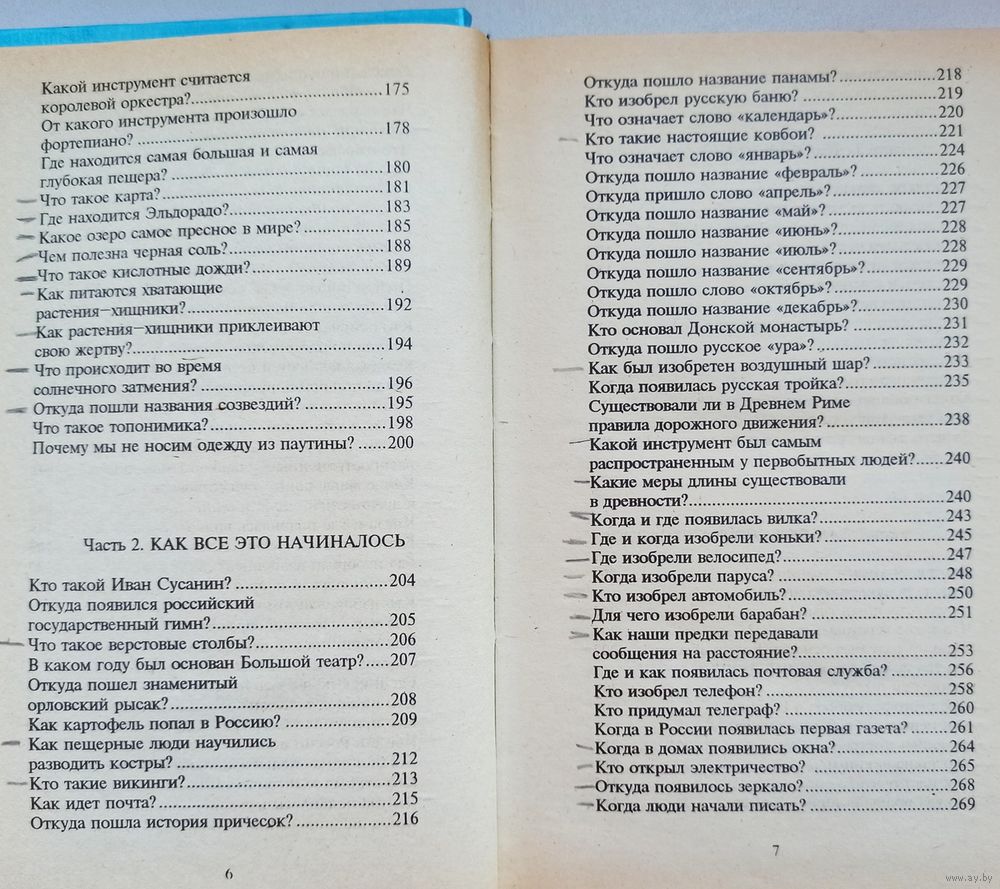 Какой инструмент считается
королевой оркестра?..........................175
От какого инструмента произошло
фортепиано? ....................................178
Где находится самая большая и самая
глубокая пещера? ..............................180
Что такое карта?................................181
Где находится Эльдорадо?.......................183
Какое озеро самое пресное в мире?..............185
Чем полезна черная соль?.......................188
Что такое кислотные дожди?.....................189
Как питаются хватающие
растения—хищники?..............................192
Как растения—хищники приклеивают
свою жертву?...................................194
Что происходит во время
солнечного затмения? ..........................196
Откуда пошли названия созвездий? ..............195
Что такое топонимика?..........................198
Почему мы не носим одежду из паутины? ......200
Часть 2. КАК ВСЕ ЭТО НАЧИНАЛОСЬ
Кто такой Иван Сусанин? .......................204
Откуда появился российский
государственный гимн?..........................205
Что такое верстовые столбы?....................206
В каком году был основан Большой театр?.....207
Откуда пошел знаменитый
орловский рысак?...............................208
Как картофель попал в Россию? .................209
Как пещерные люди научились
разводить костры?..............................212
Кто такие викинги?.............................213
Как идет почта?................................215
Откуда пошла история причесок?.................216
6
Откуда пошло название панамы?..................218
Кто изобрел русскую баню? .....................219
Что означает слово «календарь»?................220
Кто такие настоящие ковбои? ...................221
Что означает слово «январь»?...................224
Откуда пошло название «февраль»? ..............226
Откуда пришло слово «апрель»? .................227
Откуда пошло название «май»?...................227
Откуда пошло название «июнь»?..................228
Откуда пошло название «июль»? .................228
Откуда пошло название «сентябрь»?..............229
Откуда пошло слово «октябрь»? .................229
Откуда пошло название «декабрь»? ..............230
Кто основал Донской монастырь? ................231
Откуда пошло русское «ура»? ...................232
Как был изобретен воздушный шар? ..............233
Когда появилась русская тройка?................235
Существовали ли в Древнем Риме
правила дорожного движения?....................238
Какой инструмент был самым
распространенным у первобытных людей?......240
Какие меры длины существовали
в древности?...................................240
Когда и где появилась вилка?...................243
Где и когда изобрели коньки?...................245
Где изобрели велосипед?........................247
Когда изобрели паруса? ........................248
Кто изобрел автомобиль?........................250
Для чего изобрели барабан? ....................251
Как наши предки передавали
сообщения на расстояние?.......................253
Где и как появилась почтовая служба? ..........256
Кто изобрел телефон?...........................258
Кто придумал телеграф? ........................260
Когда в России появилась первая газета? .......261
Когда в домах появились окна?..................264
Кто открыл электричество? .....................265
Откуда появилось зеркало? .....................268
Когда люди начали писать? .....................269
7
www.ay.by